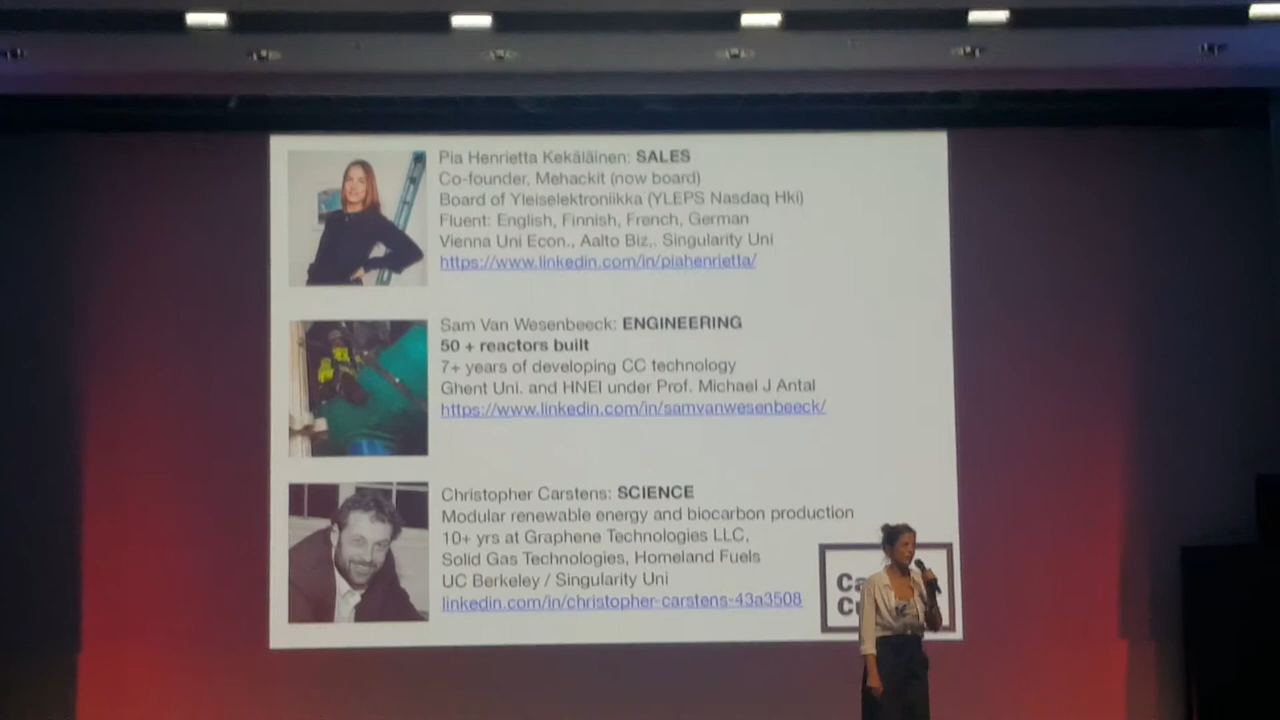 Pia Henrietta Kekäläinen: SALES
Co-founder, Mehackit (now board)
Board of Yleiselektroniikka (YLEPS Nasdaq Hki)
Fluent: English, Finnish, French, German
Vienna Uni Econ., Aalto Biz,. Singularity Uni
https://www.linkedin.com/in/piahenrietta/
Sam Van Wesenbeeck: ENGINEERING
50 + reactors built
7+ years of developing CC technology
Ghent Uni. and HNEI under Prof. Michael J Antal
https://www.linkedin.com/in/samvanwesenbeeck/
Christopher Carstens: SCIENCE
Modular renewable energy and biocarbon production
10+ yrs at Graphene Technologies LLC,
Solid Gas Technologies, Homeland Fuels
UC Berkeley / Singularity Uni
linkedin.com/in/christopher-carstens-43a3508